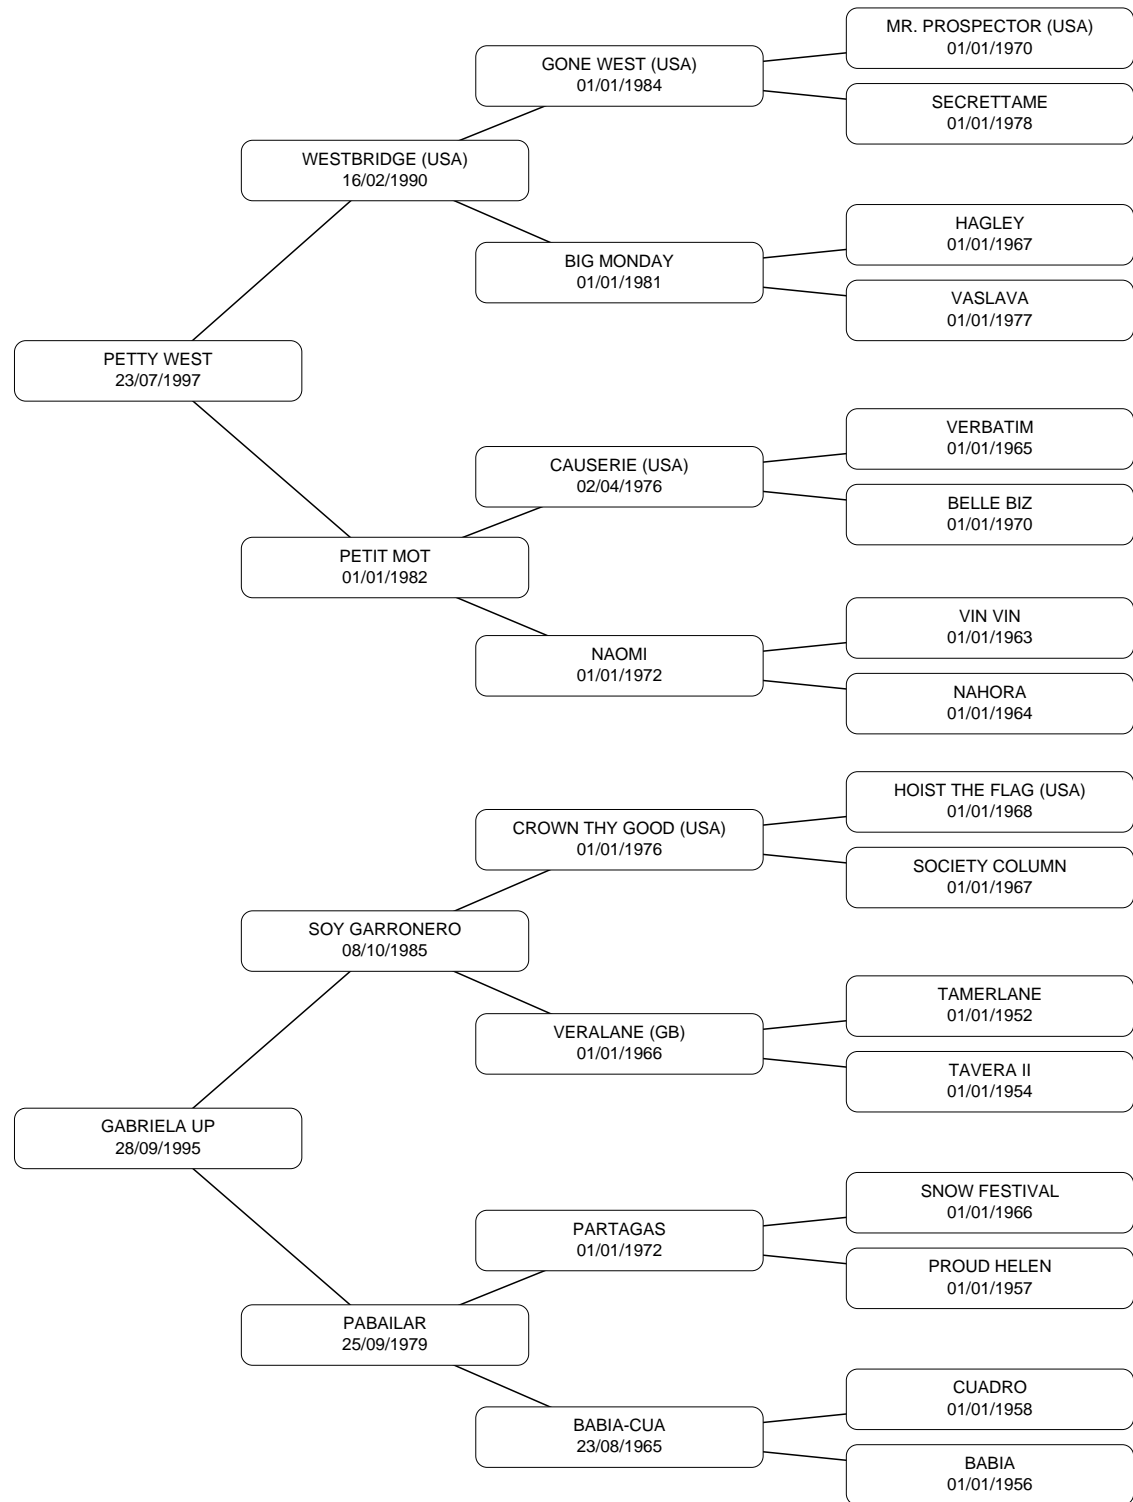 MR. PROSPECTOR (USA)
01/01/1970
GONE WEST (USA)
01/01/1984
SECRETTAME
01/01/1978
WESTBRIDGE (USA)
16/02/1990
HAGLEY
01/01/1967
BIG MONDAY
01/01/1981
VASLAVA
01/01/1977
PETTY WEST
23/07/1997
VERBATIM
01/01/1965
CAUSERIE (USA)
02/04/1976
BELLE BIZ
01/01/1970
PETIT MOT
01/01/1982
VIN VIN
01/01/1963
NAOMI
01/01/1972
NAHORA
01/01/1964
HOIST THE FLAG (USA)
01/01/1968
CROWN THY GOOD (USA)
01/01/1976
SOCIETY COLUMN
01/01/1967
SOY GARRONERO
08/10/1985
TAMERLANE
01/01/1952
VERALANE (GB)
01/01/1966
TAVERA II
01/01/1954
GABRIELA UP
28/09/1995
SNOW FESTIVAL
01/01/1966
PARTAGAS
01/01/1972
PROUD HELEN
01/01/1957
PABAILAR
25/09/1979
CUADRO
01/01/1958
BABIA-CUA
23/08/1965
BABIA
01/01/1956